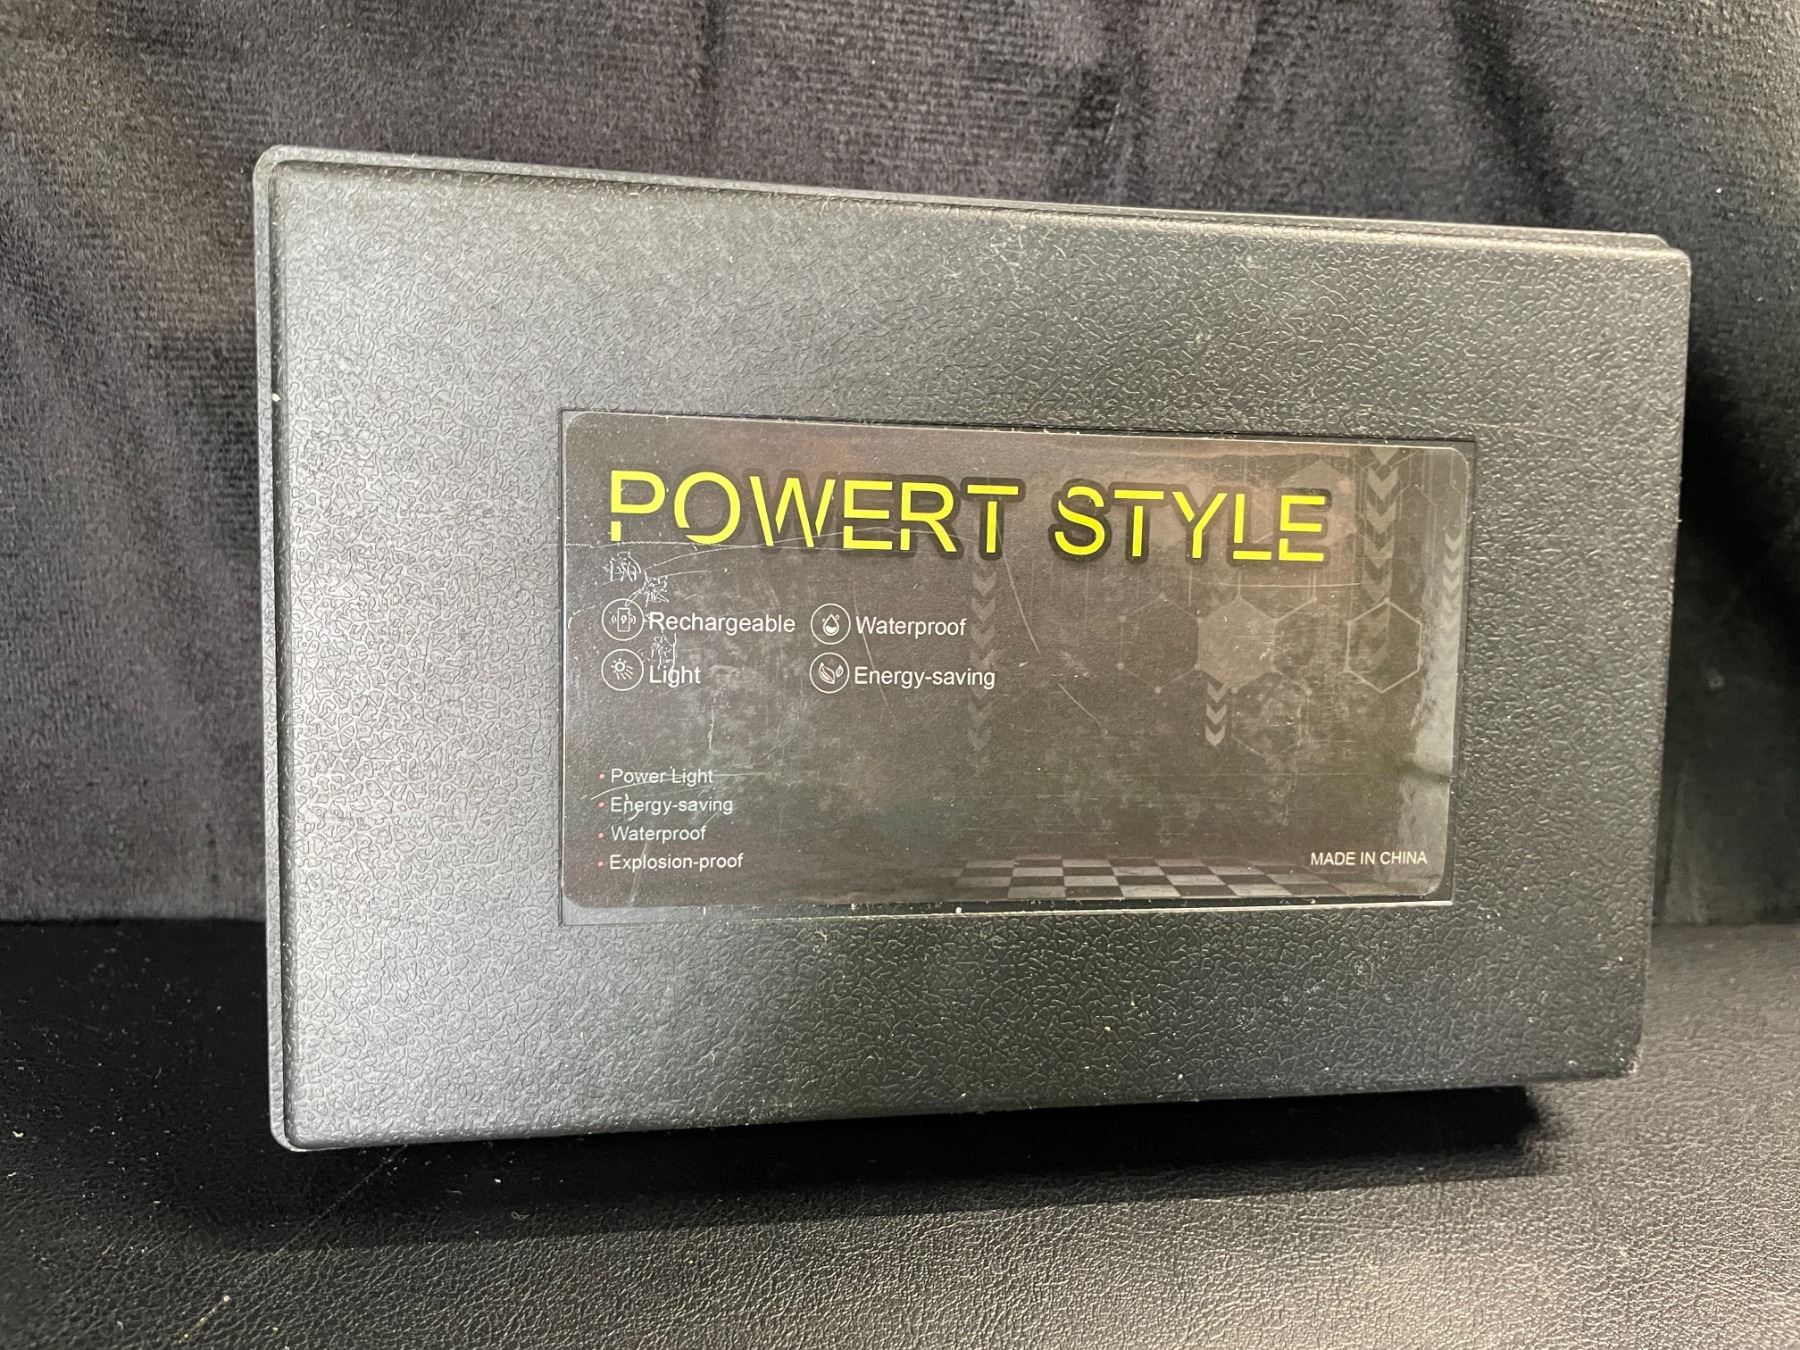 POWERT STYLE
Rechargeable Waterproof
Light Energy-saving
• Power Light
• Energy-saving
• Waterproof
• Explosion-proof
MADE IN CHINA